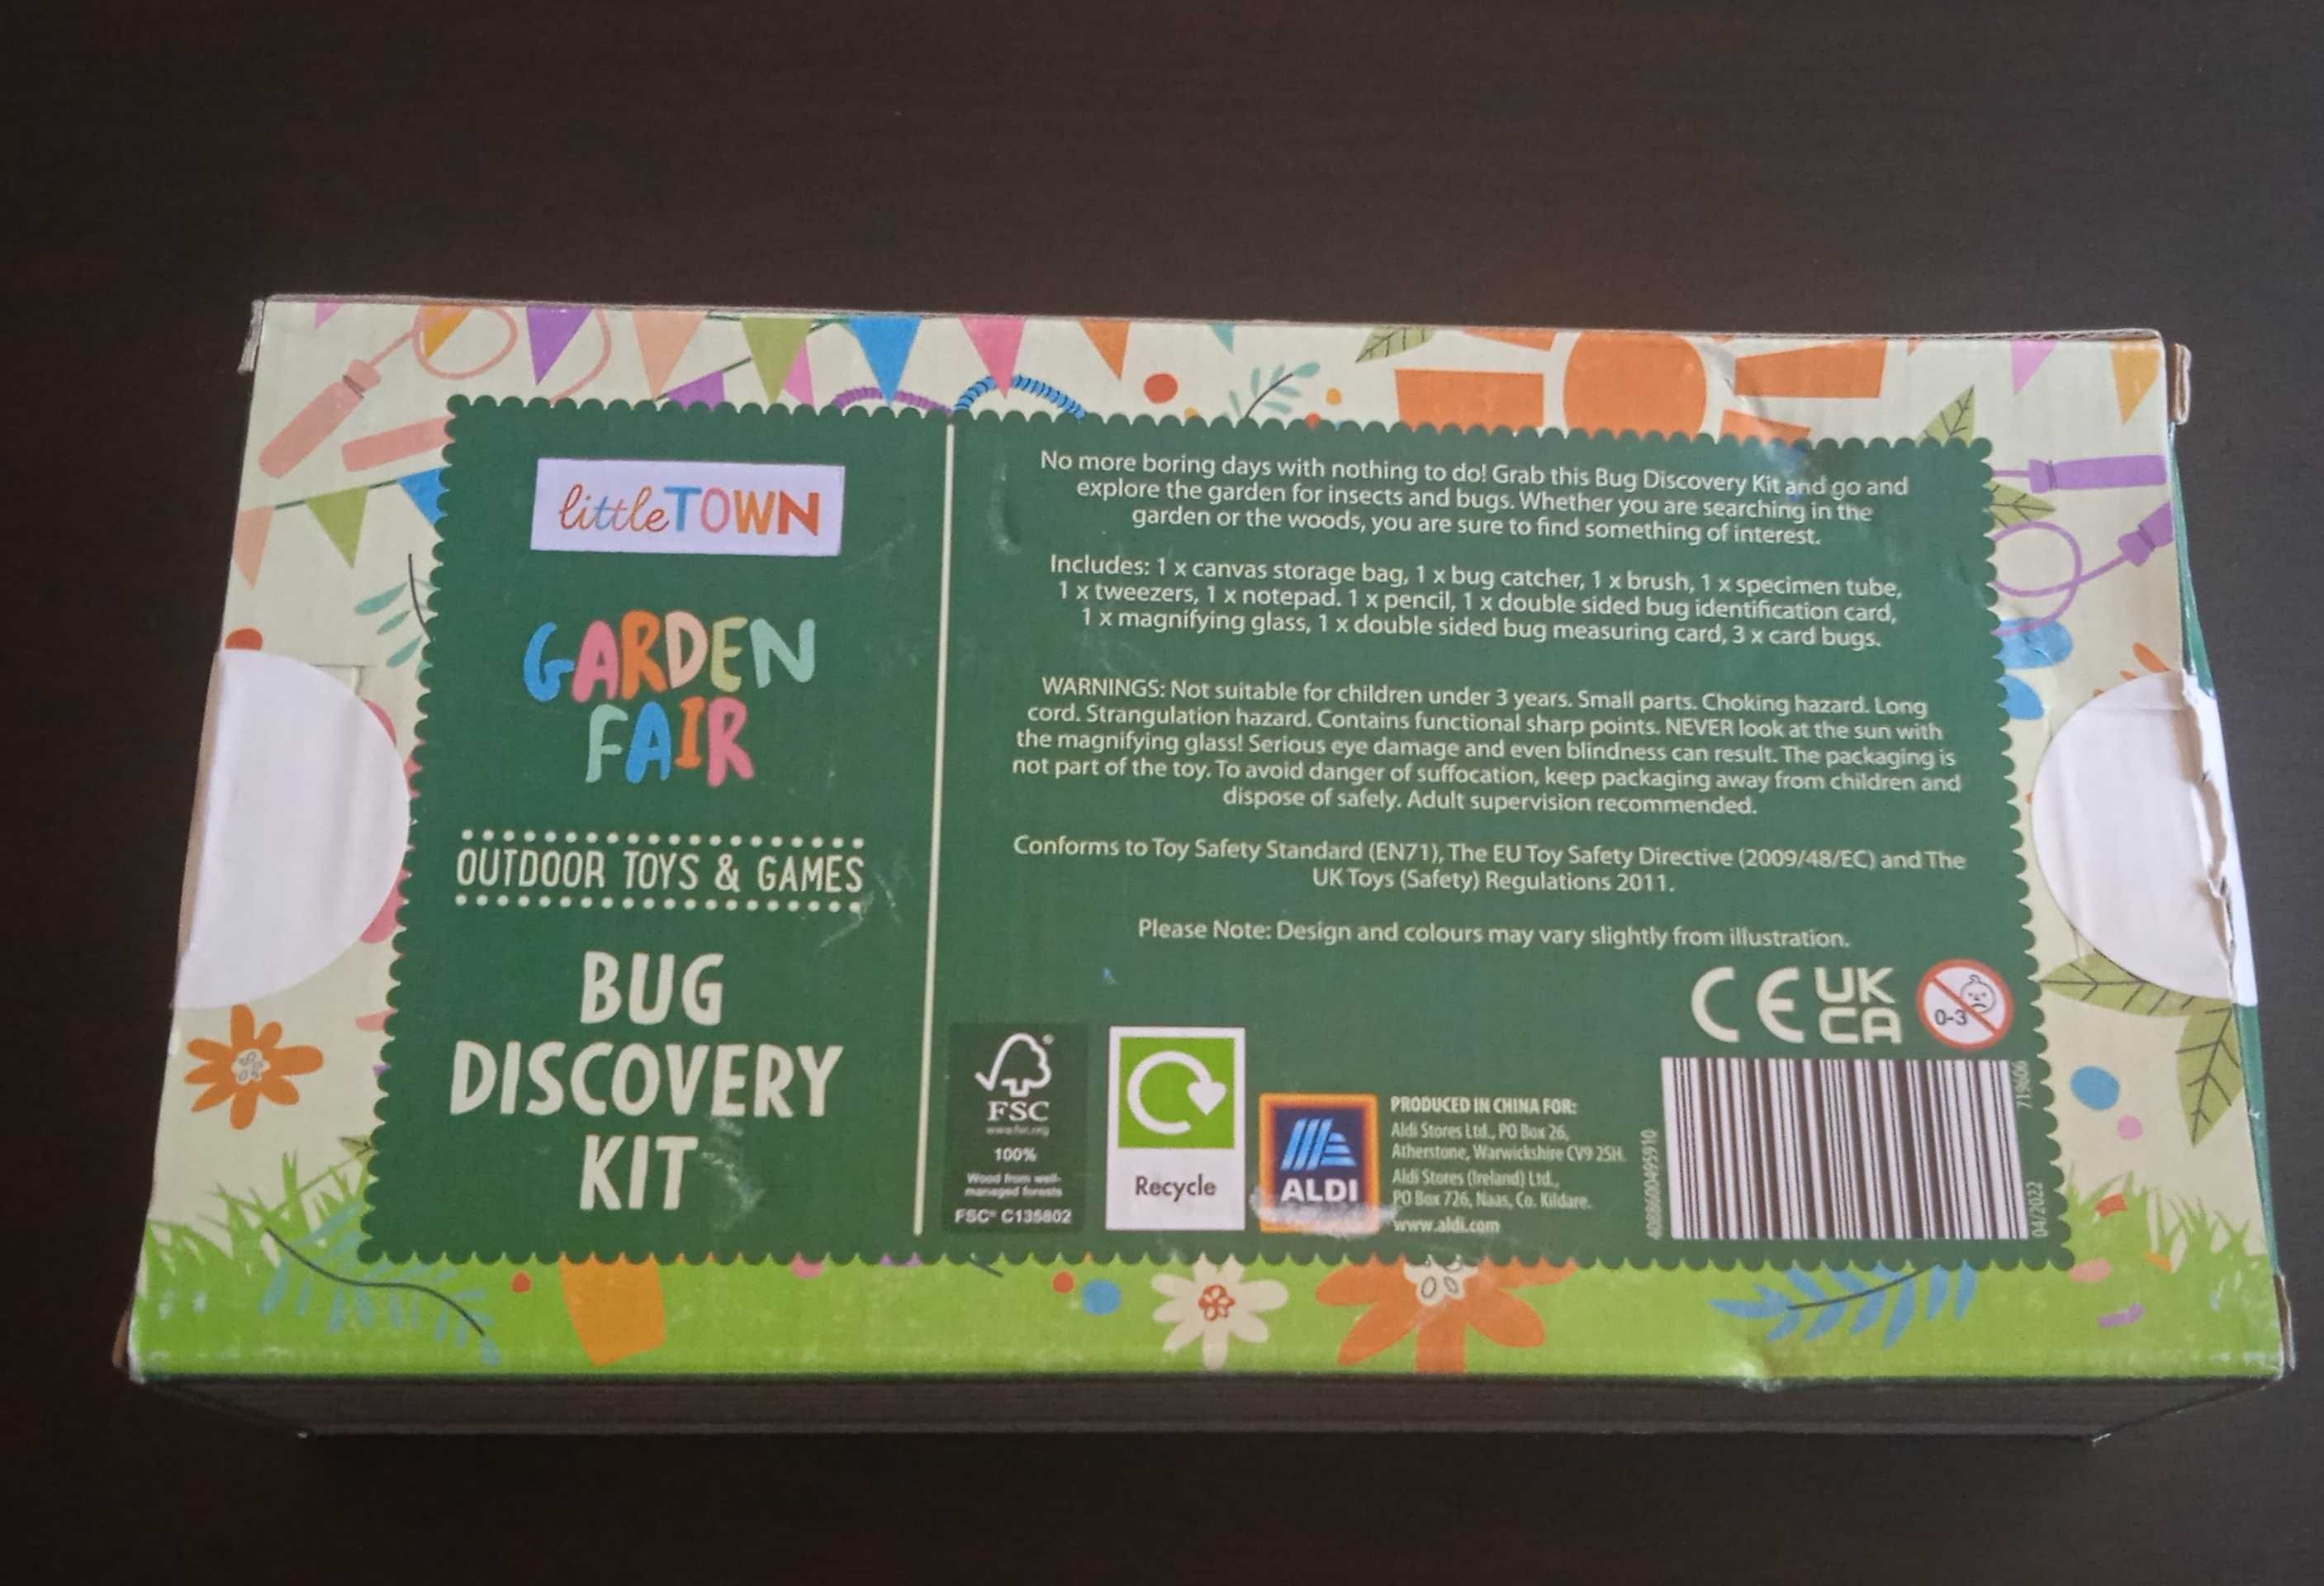 littleTOWN
GARDEN
FAIR
OUTDOOR TOYS & GAMES
BUG
DISCOVERY
KIT
No more boring days with nothing to do! Grab this Bug Discovery Kit and go and
explore the garden for insects and bugs. Whether you are searching in the
garden or the woods, you are sure to find something of interest.
Includes: 1 x canvas storage bag, 1 x bug catcher, 1 x brush, 1 x specimen tube,
1 x tweezers, 1 x notepad. 1 x pencil, 1 x double sided bug identification card,
1 x magnifying glass, 1 x double sided bug measuring card, 3 x card bugs.
WARNINGS: Not suitable for children under 3 years. Small parts. Choking hazard. Long
cord. Strangulation hazard. Contains functional sharp points. NEVER look at the sun with
the magnifying glass! Serious eye damage and even blindness can result. The packaging is
not part of the toy. To avoid danger of suffocation, keep packaging away from children and
dispose of safely. Adult supervision recommended.
Conforms to Toy Safety Standard (EN71), The EU Toy Safety Directive (2009/48/EC) and The
UK Toys (Safety) Regulations 2011.
Please Note: Design and colours may vary slightly from illustration.
CE UK
CA
0-3
FSC®
www.fsc.org
100%
Wood from well-
managed forests
FSC® C135802
Recycle
ALDI
PRODUCED IN CHINA FOR:
Aldi Stores Ltd., PO Box 26,
Atherstone, Warwickshire CV9 2SH.
Aldi Stores (Ireland) Ltd.,
PO Box 726, Naas, Co. Kildare.
www.aldi.com
4088600495910
719606
04/2022